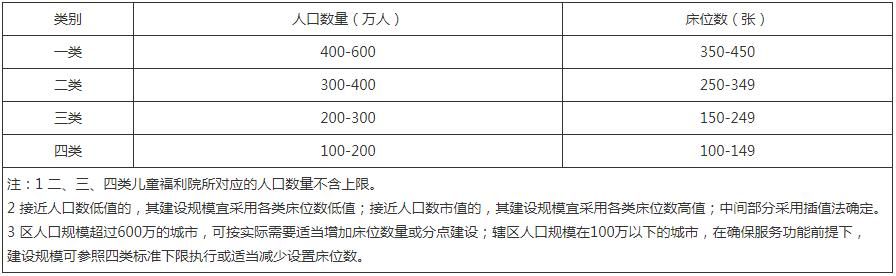 类别 人口数量（万人） 床位数（张）
一类 400-600 350-450
二类 300-400 250-349
三类 200-300 150-249
四类 100-200 100-149
注：1 二、三、四类儿童福利院所对应的人口数量不含上限。
2 接近人口数低值的，其建设规模宜采用各类床位数低值；接近人口数市值的，其建设规模宜采用各类床位数高值；中间部分采用插值法确定。
3 区人口规模超过600万的城市，可按实际需要适当增加床位数量或分点建设；辖区人口规模在100万以下的城市，在确保服务功能前提下，
建设规模可参照四类标准下限执行或适当减少设置床位数。